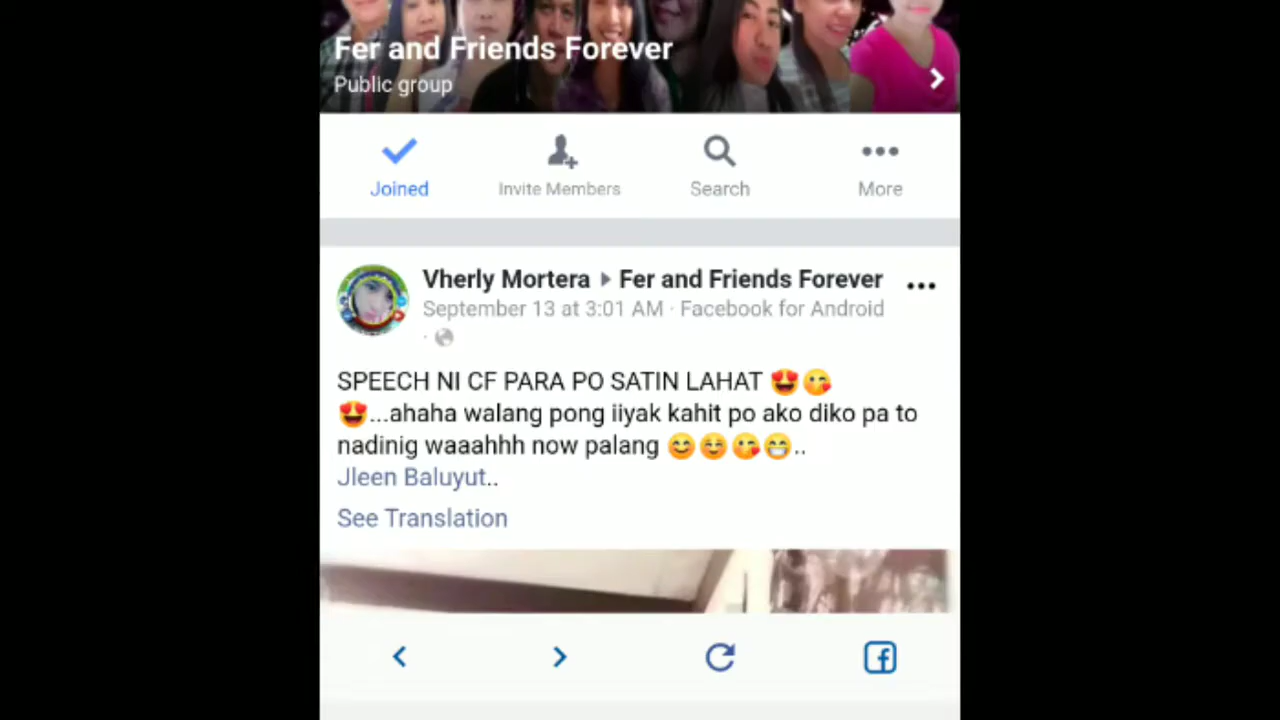 Fer and Friends Forever
Public group
Joined
Invite Members
Search
More
Vherly Mortera ▸ Fer and Friends Forever
September 13 at 3:01 AM · Facebook for Android
·
SPEECH NI CF PARA PO SATIN LAHAT 😍😘
😍...ahaha walang pong iiyak kahit po ako diko pa to
nadinig waaahhh now palang 😊☺️😘😁..
Jleen Baluyut..
See Translation